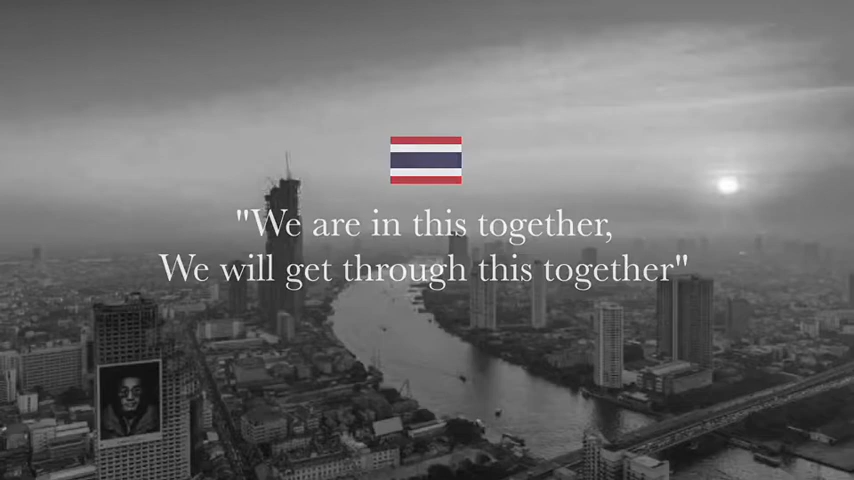 "We are in this together,
We will get through this together"